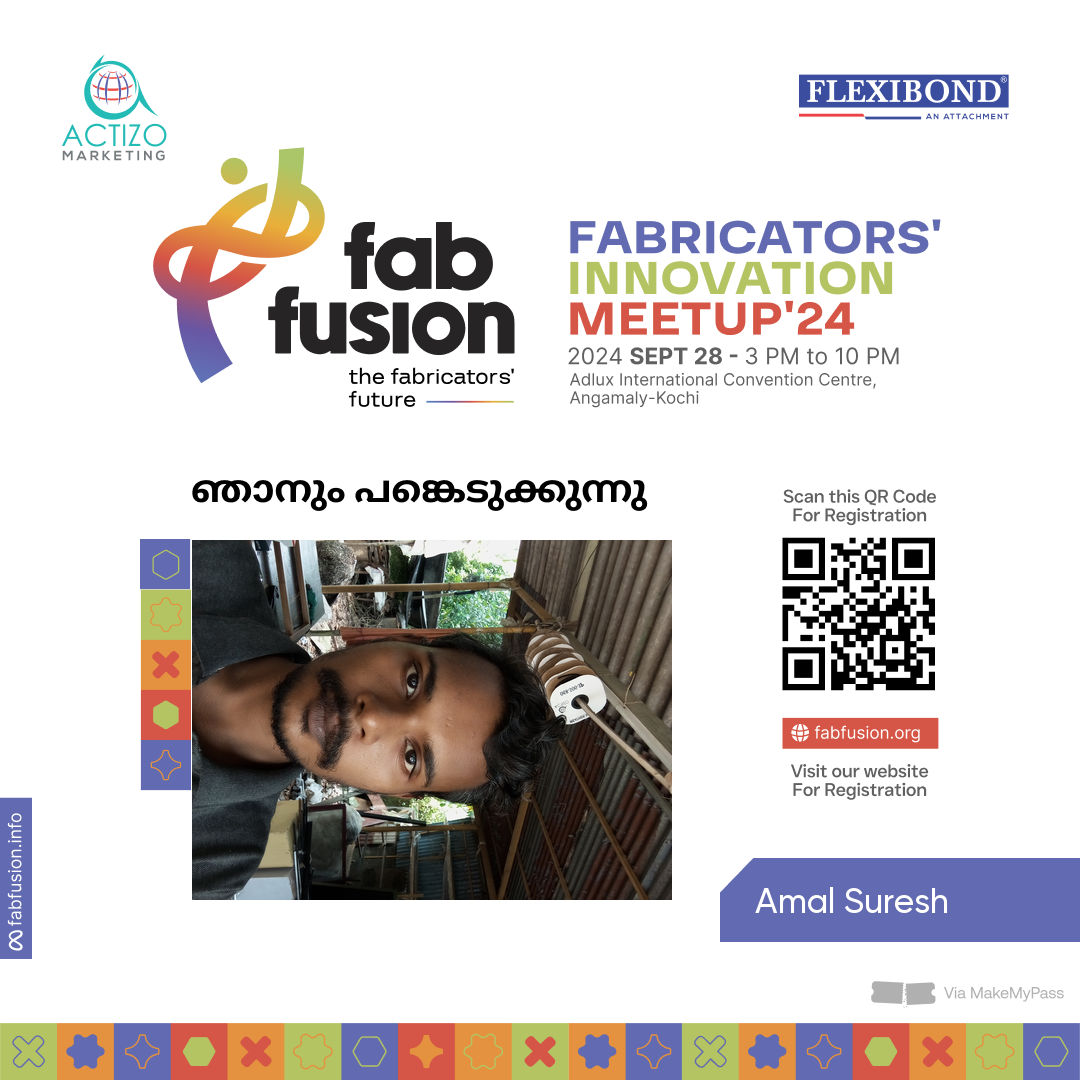 ACTIZO
MARKETING
FLEXIBOND®
AN ATTACHMENT
fab
fusion
the fabricators'
future
FABRICATORS'
INNOVATION
MEETUP'24
2024 SEPT 28 - 3 PM to 10 PM
Adlux International Convention Centre,
Angamaly-Kochi
ഞാനും പങ്കെടുക്കുന്നു
Scan this QR Code
For Registration
fabfusion.org
Visit our website
For Registration
fabfusion.info
Amal Suresh
Via MakeMyPass